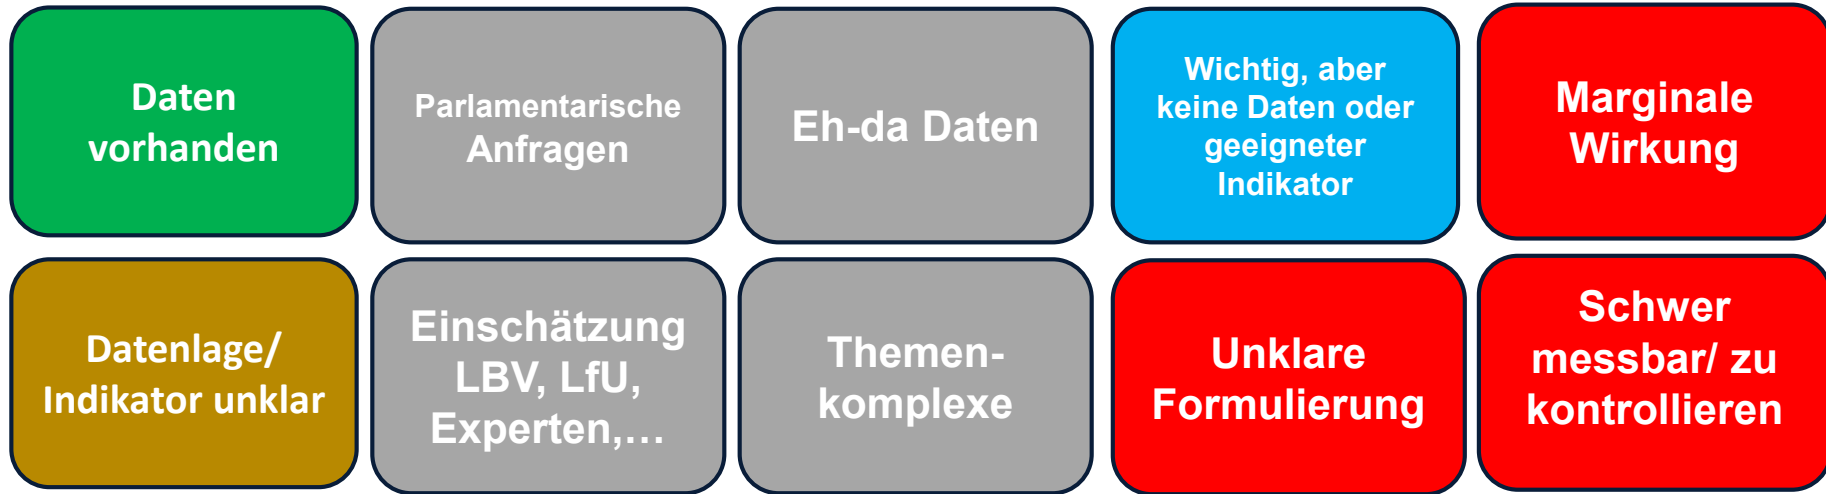 Daten
vorhanden
Parlamentarische
Anfragen
Eh-da Daten
Wichtig, aber
keine Daten oder
geeigneter
Indikator
Marginale
Wirkung
Datenlage/
Indikator unklar
Einschätzung
LBV, LfU,
Experten,…
Themen-
komplexe
Unklare
Formulierung
Schwer
messbar/ zu
kontrollieren